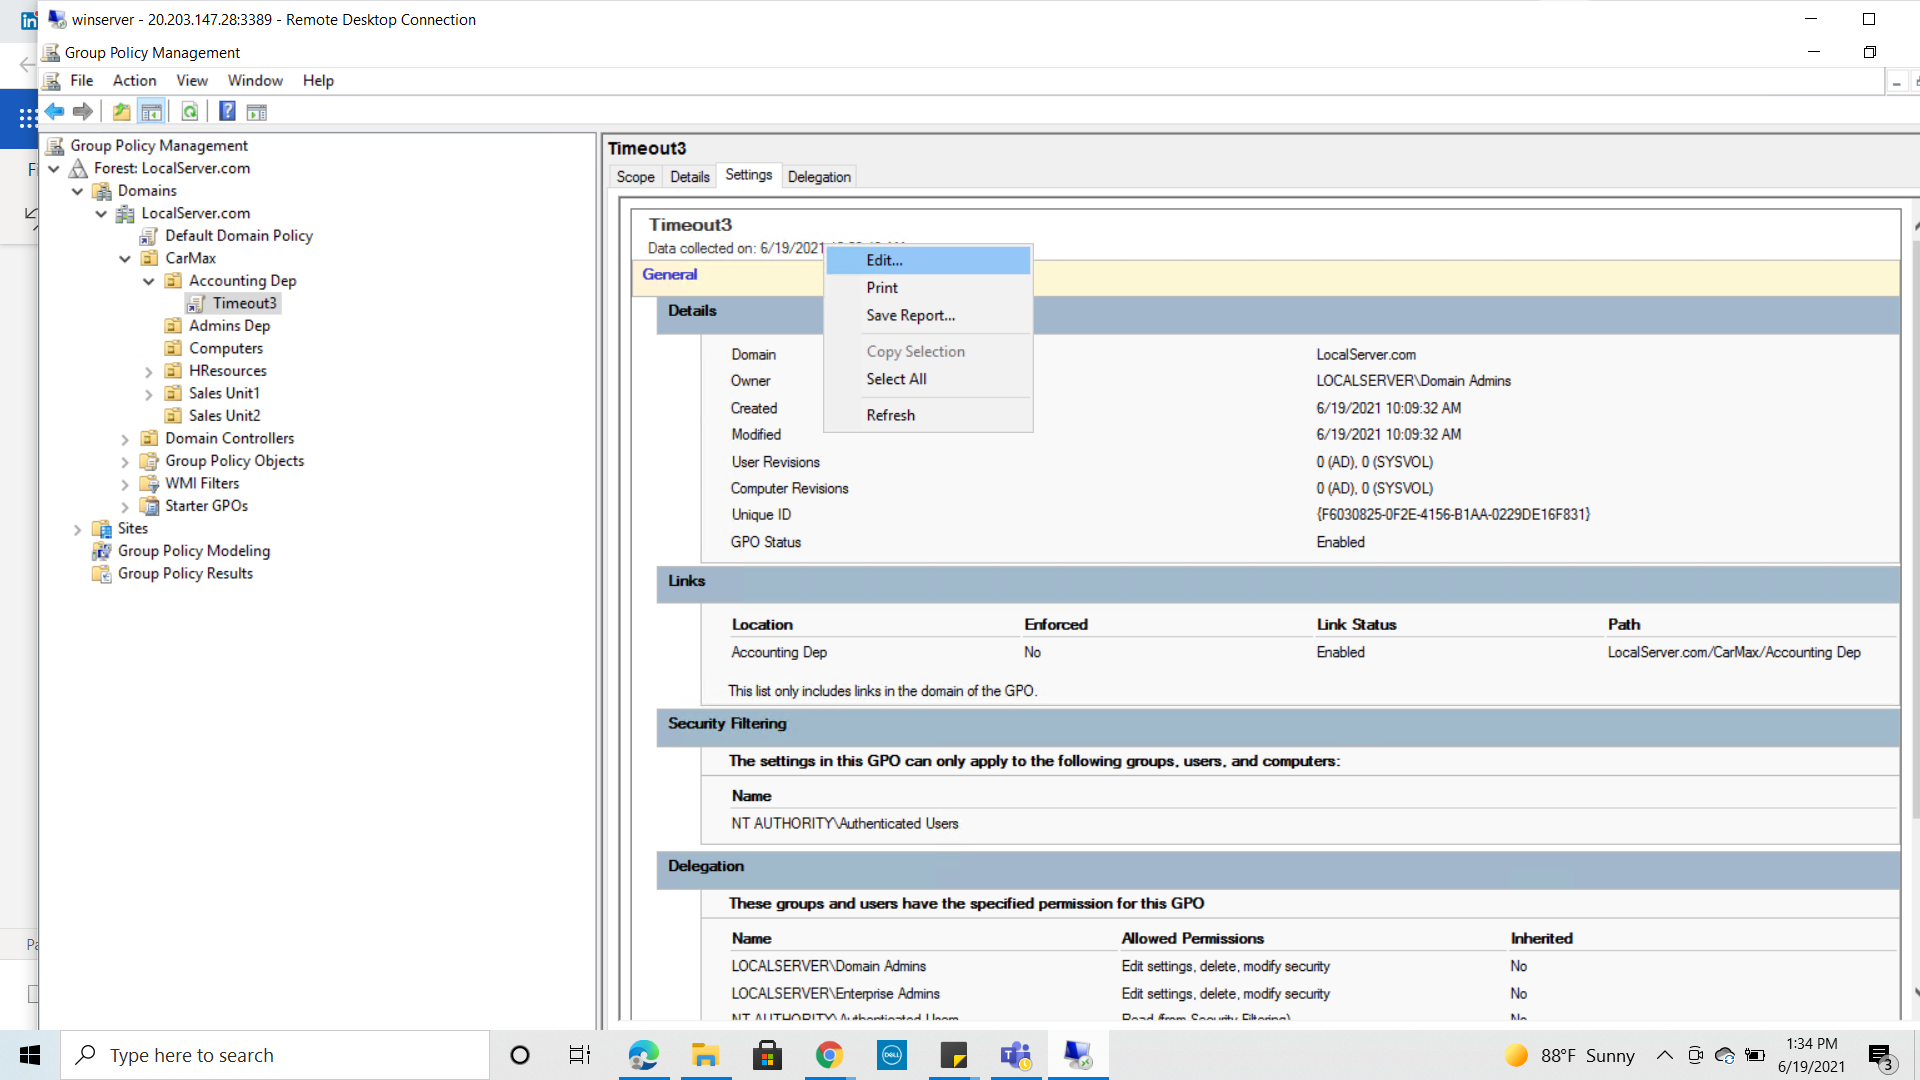 winserver - 20.203.147.28:3389 - Remote Desktop Connection
Group Policy Management
File Action View Window Help
Group Policy Management
Forest: LocalServer.com
Domains
LocalServer.com
Default Domain Policy
CarMax
Accounting Dep
Timeout3
Admins Dep
Computers
HResources
Sales Unit1
Sales Unit2
Domain Controllers
Group Policy Objects
WMI Filters
Starter GPOs
Sites
Group Policy Modeling
Group Policy Results
Timeout3
Scope Details Settings Delegation
Timeout3
Data collected on: 6/19/2021
General
Edit...
Print
Save Report...
Copy Selection
Select All
Refresh
Details
Domain LocalServer.com
Owner LOCALSERVER\Domain Admins
Created 6/19/2021 10:09:32 AM
Modified 6/19/2021 10:09:32 AM
User Revisions 0 (AD), 0 (SYSVOL)
Computer Revisions 0 (AD), 0 (SYSVOL)
Unique ID {F6030825-0F2E-4156-B1AA-0229DE16F831}
GPO Status Enabled
Links
Location Enforced Link Status Path
Accounting Dep No Enabled LocalServer.com/CarMax/Accounting Dep
This list only includes links in the domain of the GPO.
Security Filtering
The settings in this GPO can only apply to the following groups, users, and computers:
Name
NT AUTHORITY\Authenticated Users
Delegation
These groups and users have the specified permission for this GPO
Name Allowed Permissions Inherited
LOCALSERVER\Domain Admins Edit settings, delete, modify security No
LOCALSERVER\Enterprise Admins Edit settings, delete, modify security No
NT AUTHORITY\Authenticated Users Read (from Security Filtering) No
Type here to search
DELL
88°F Sunny
1:34 PM
6/19/2021
3